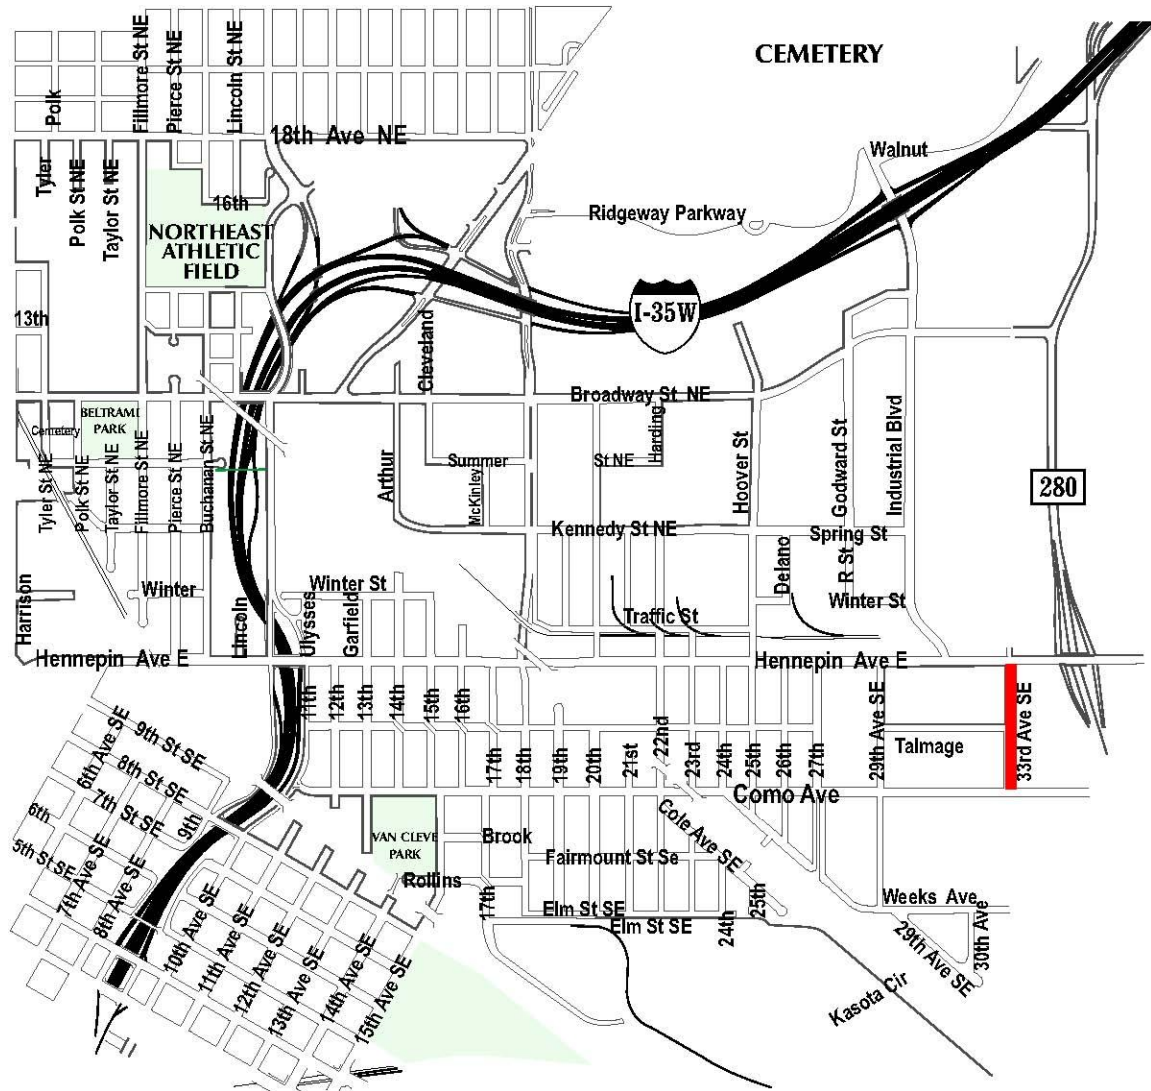 CEMETERY
Polk
Fillmore St NE
Pierce St NE
Lincoln St NE
18th Ave NE
Walnut
Tyler
Polk St NE
Taylor St NE
16th
Ridgeway Parkway
NORTHEAST
ATHLETIC
FIELD
I-35W
13th
Cleveland
Broadway St NE
BELTRAMI
PARK
Cemetery
Harding
Tyler St NE
Polk St NE
Taylor St NE
Fillmore St NE
Pierce St NE
Buchanan St NE
Arthur
Summer
St NE
McKinley
Hoover St
Godward St
Industrial Blvd
280
Kennedy St NE
Spring St
Delano
R St
Harrison
Winter
Lincoln
Ulysses
Winter St
Garfield
Traffic St
Winter St
Hennepin Ave E
Hennepin Ave E
11th
12th
13th
14th
15th
16th
17th
18th
19th
20th
21st
22nd
23rd
24th
25th
26th
27th
29th Ave SE
Talmage
33rd Ave SE
Como Ave
9th St SE
6th Ave SE
8th St SE
7th St SE
9th
6th
5th St SE
7th Ave SE
8th Ave SE
VAN CLEVE
PARK
Brook
Cole Ave SE
Fairmount St Se
Rollins
17th
Elm St SE
Elm St SE
24th
25th
Weeks Ave
29th Ave SE
30th Ave
Kasota Cir
10th Ave SE
11th Ave SE
12th Ave SE
13th Ave SE
14th Ave SE
15th Ave SE